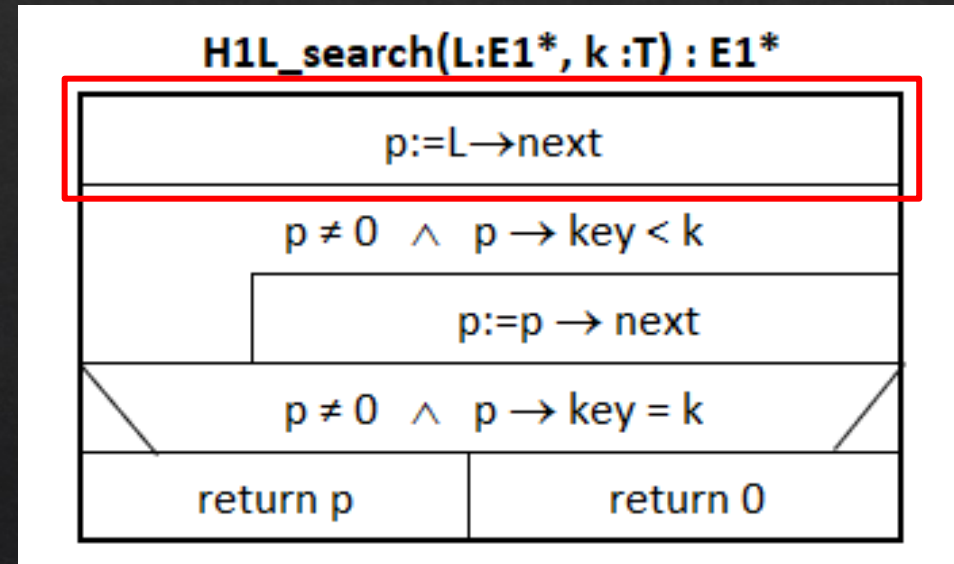 H1L_search(L:E1*, k :T) : E1*
p:=L→next
p ≠ 0 ∧ p → key < k
p:=p → next
p ≠ 0 ∧ p → key = k
return p
return 0